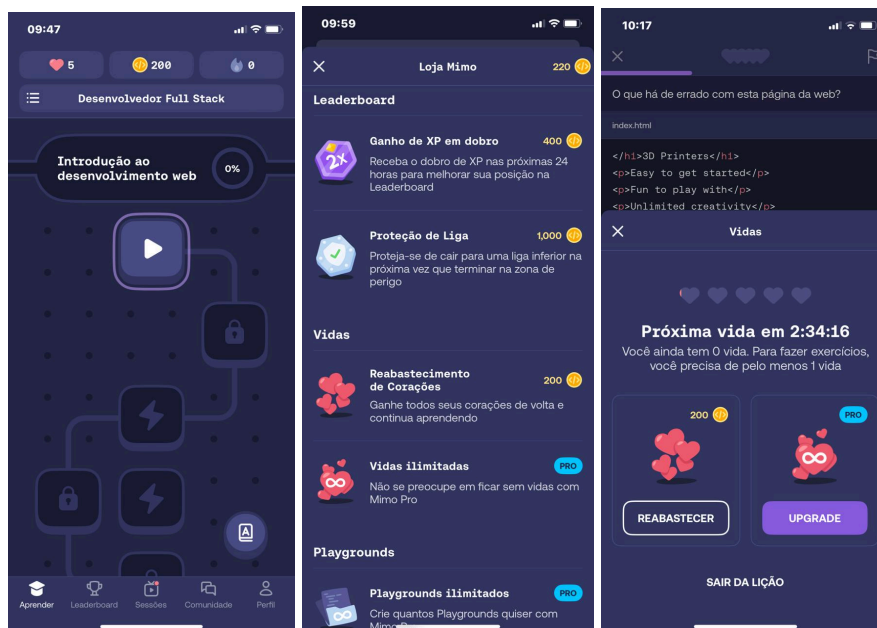 09:47
5
200
0
Desenvolvedor Full Stack
Introdução ao
desenvolvimento web
0%
A
Aprender
Leaderboard
Sessões
Comunidade
Perfil
09:59
Loja Mimo
220
Leaderboard
2X
Ganho de XP em dobro
400
Receba o dobro de XP nas próximas 24
horas para melhorar sua posição na
Leaderboard
Proteção de Liga
1,000
Proteja-se de cair para uma liga inferior na
próxima vez que terminar na zona de
perigo
Vidas
Reabastecimento
de Corações
200
Ganhe todos seus corações de volta e
continua aprendendo
Vidas ilimitadas
PRO
Não se preocupe em ficar sem vidas com
Mimo Pro
Playgrounds
Playgrounds ilimitados
PRO
Crie quantos Playgrounds quiser com
10:17
O que há de errado com esta página da web?
index.html
</h1>3D Printers</h1>
<p>Easy to get started</p>
<p>Fun to play with</p>
<p>Unlimited creativity</p>
Vidas
Próxima vida em 2:34:16
Você ainda tem 0 vida. Para fazer exercícios,
você precisa de pelo menos 1 vida
200
REABASTECER
PRO
UPGRADE
SAIR DA LIÇÃO